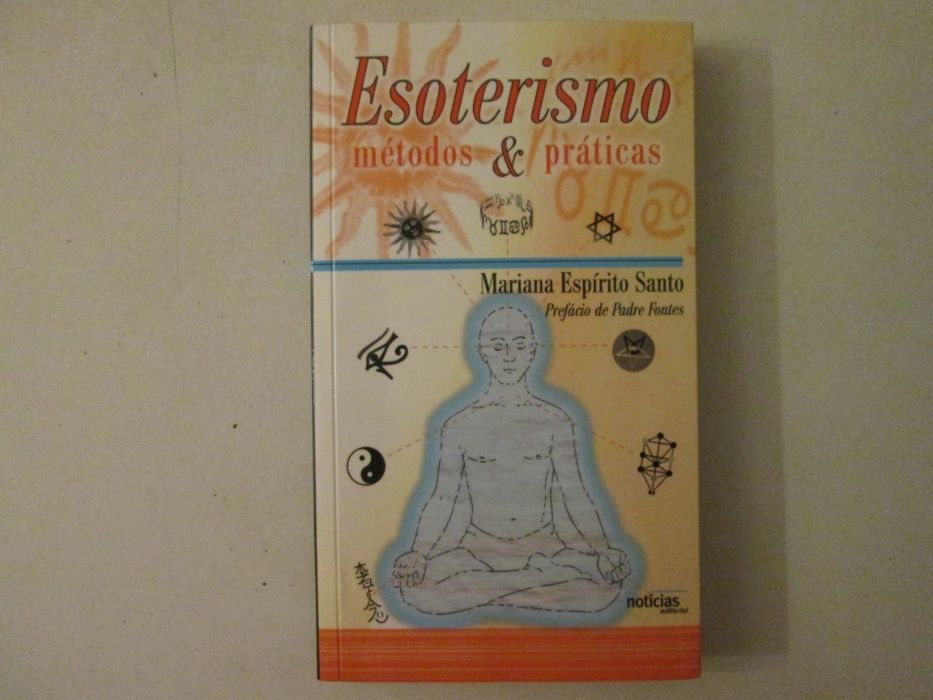 Esoterismo
métodos & práticas
Mariana Espírito Santo
Prefácio de Padre Fontes
notícias
editorial